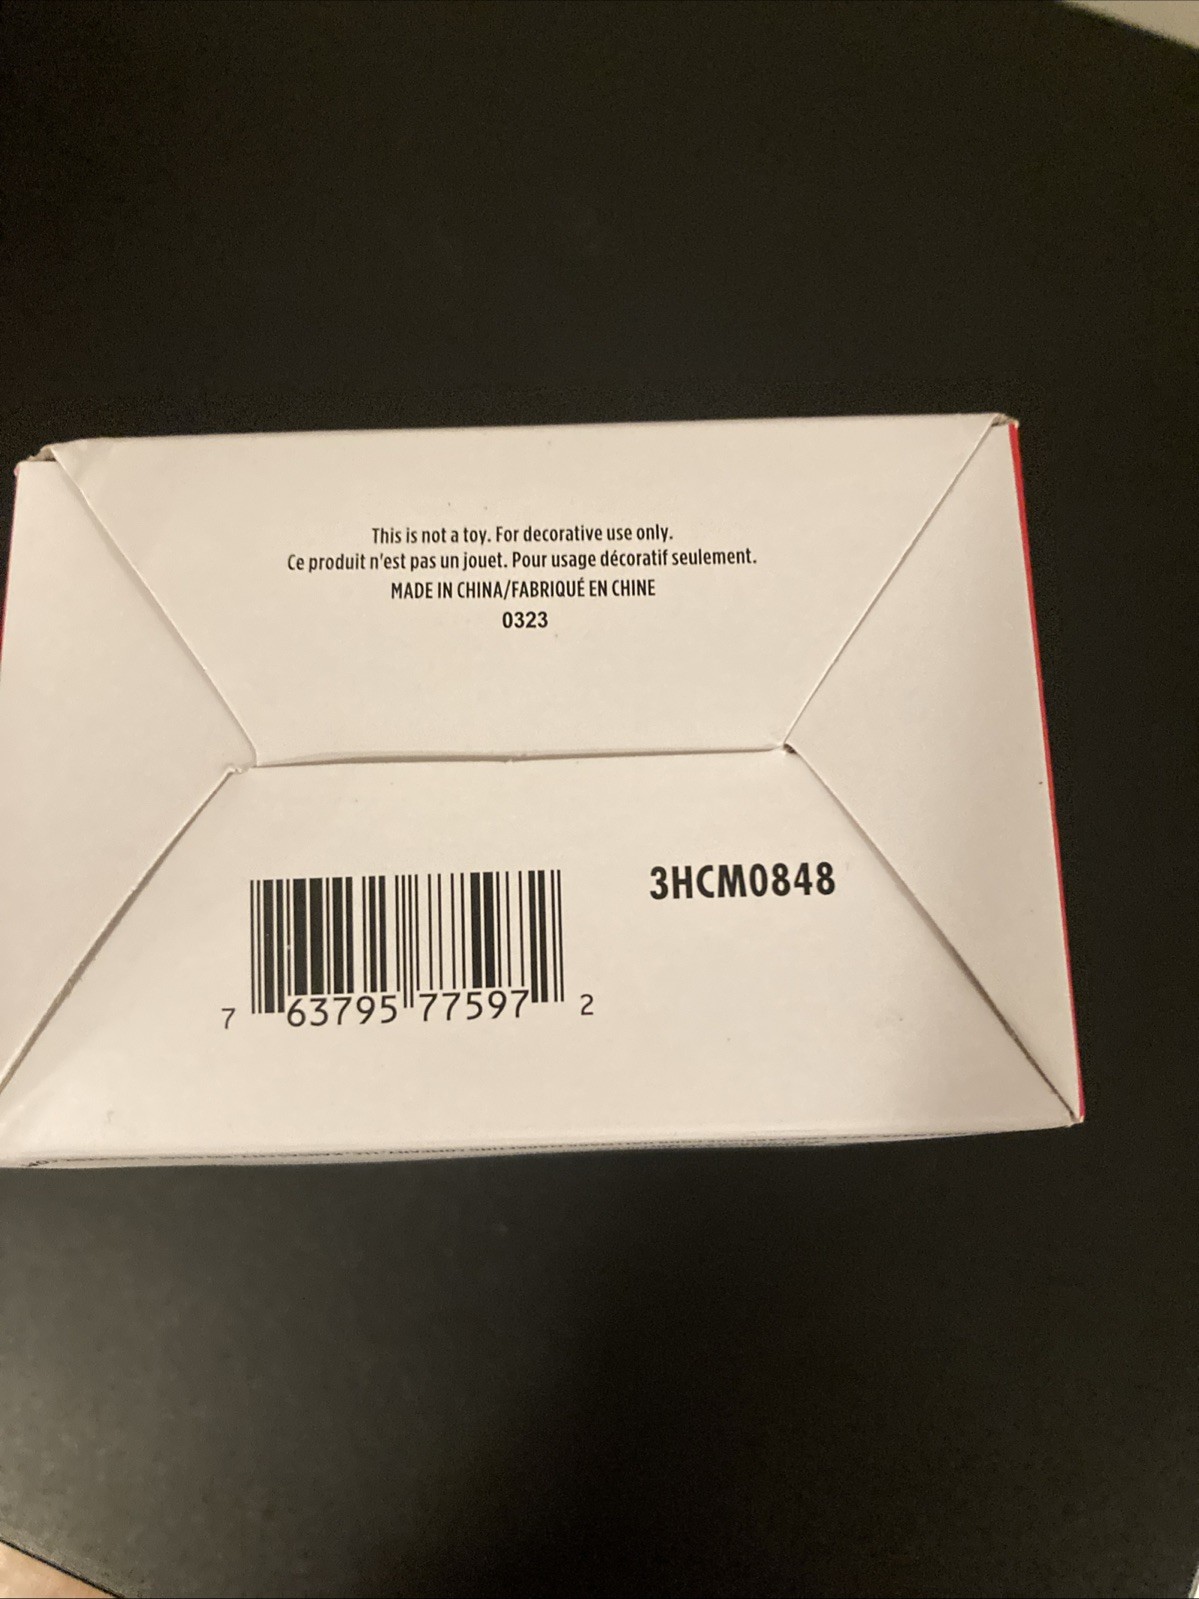 This is not a toy. For decorative use only.
Ce produit n'est pas un jouet. Pour usage décoratif seulement.
MADE IN CHINA/FABRIQUÉ EN CHINE
0323
3HCM0848
7 63795 77597 2